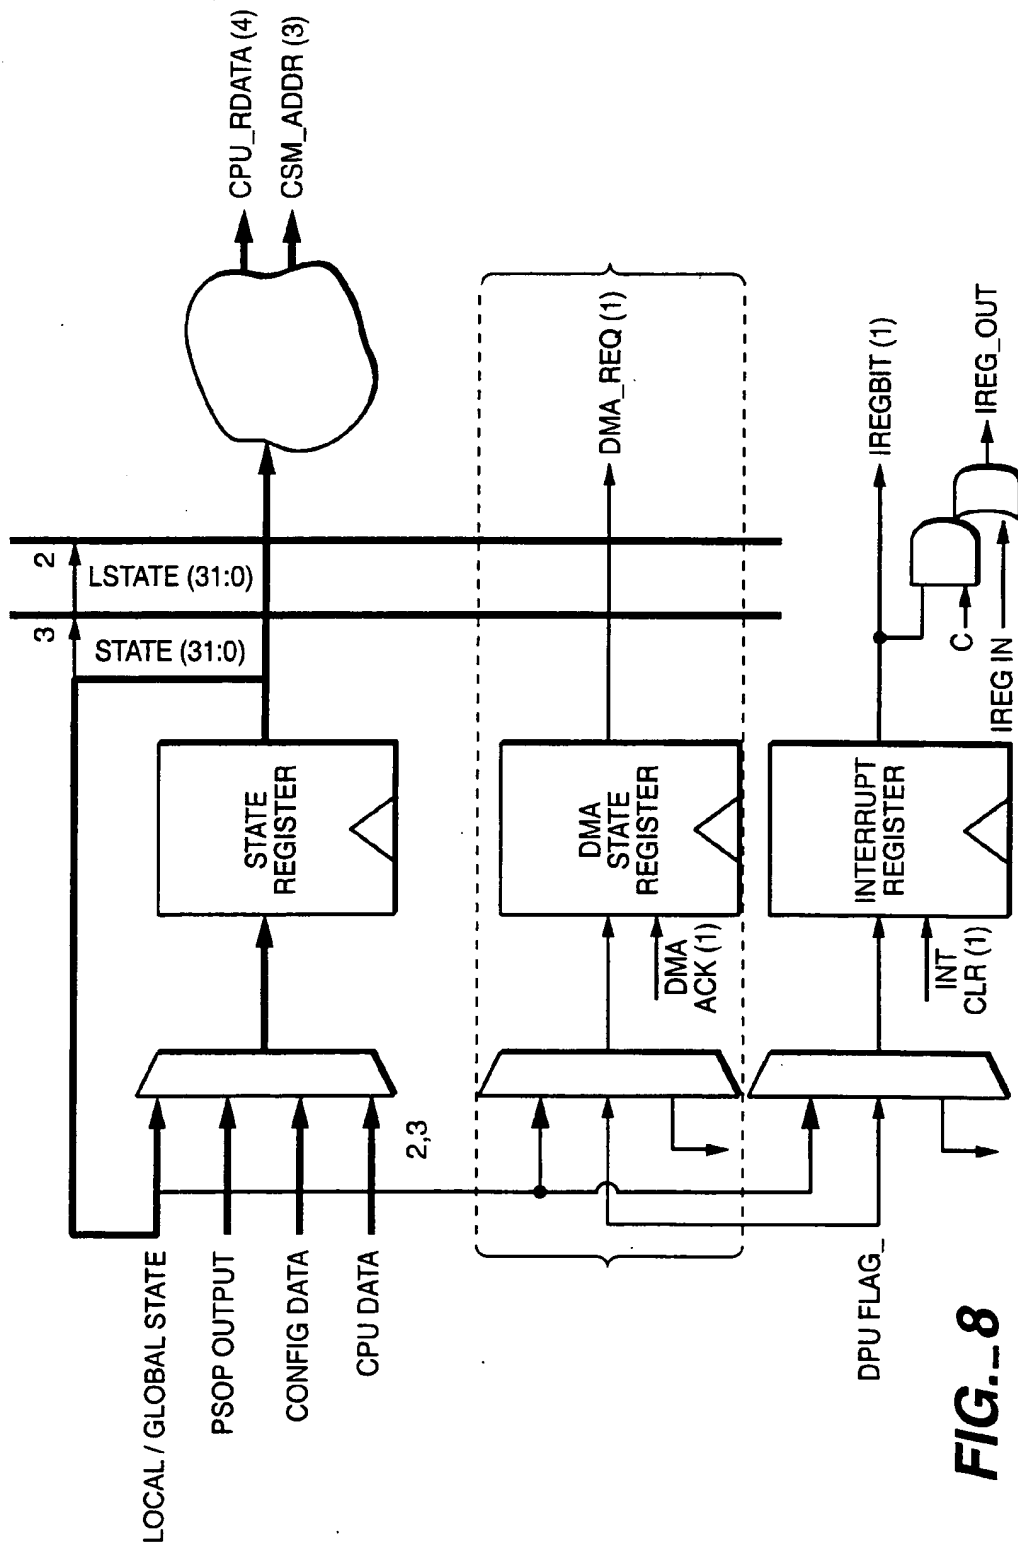 LOCAL / GLOBAL STATE
PSOP OUTPUT
CONFIG DATA
CPU DATA
2,3
STATE
REGISTER
3
STATE (31:0)
2
LSTATE (31:0)
CPU_RDATA (4)
CSM_ADDR (3)
DMA
ACK (1)
DMA
STATE
REGISTER
DMA_REQ (1)
DPU FLAG_
INT
CLR (1)
INTERRUPT
REGISTER
IREGBIT (1)
C
IREG IN
IREG_OUT
FIG._8